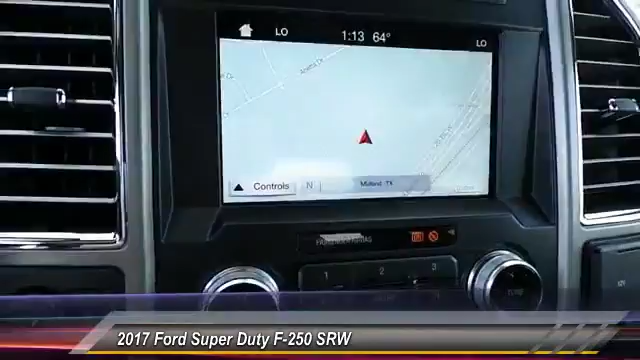 LO 1:13 64° LO
Controls N Midland, TX
1 2 3
2017 Ford Super Duty F-250 SRW